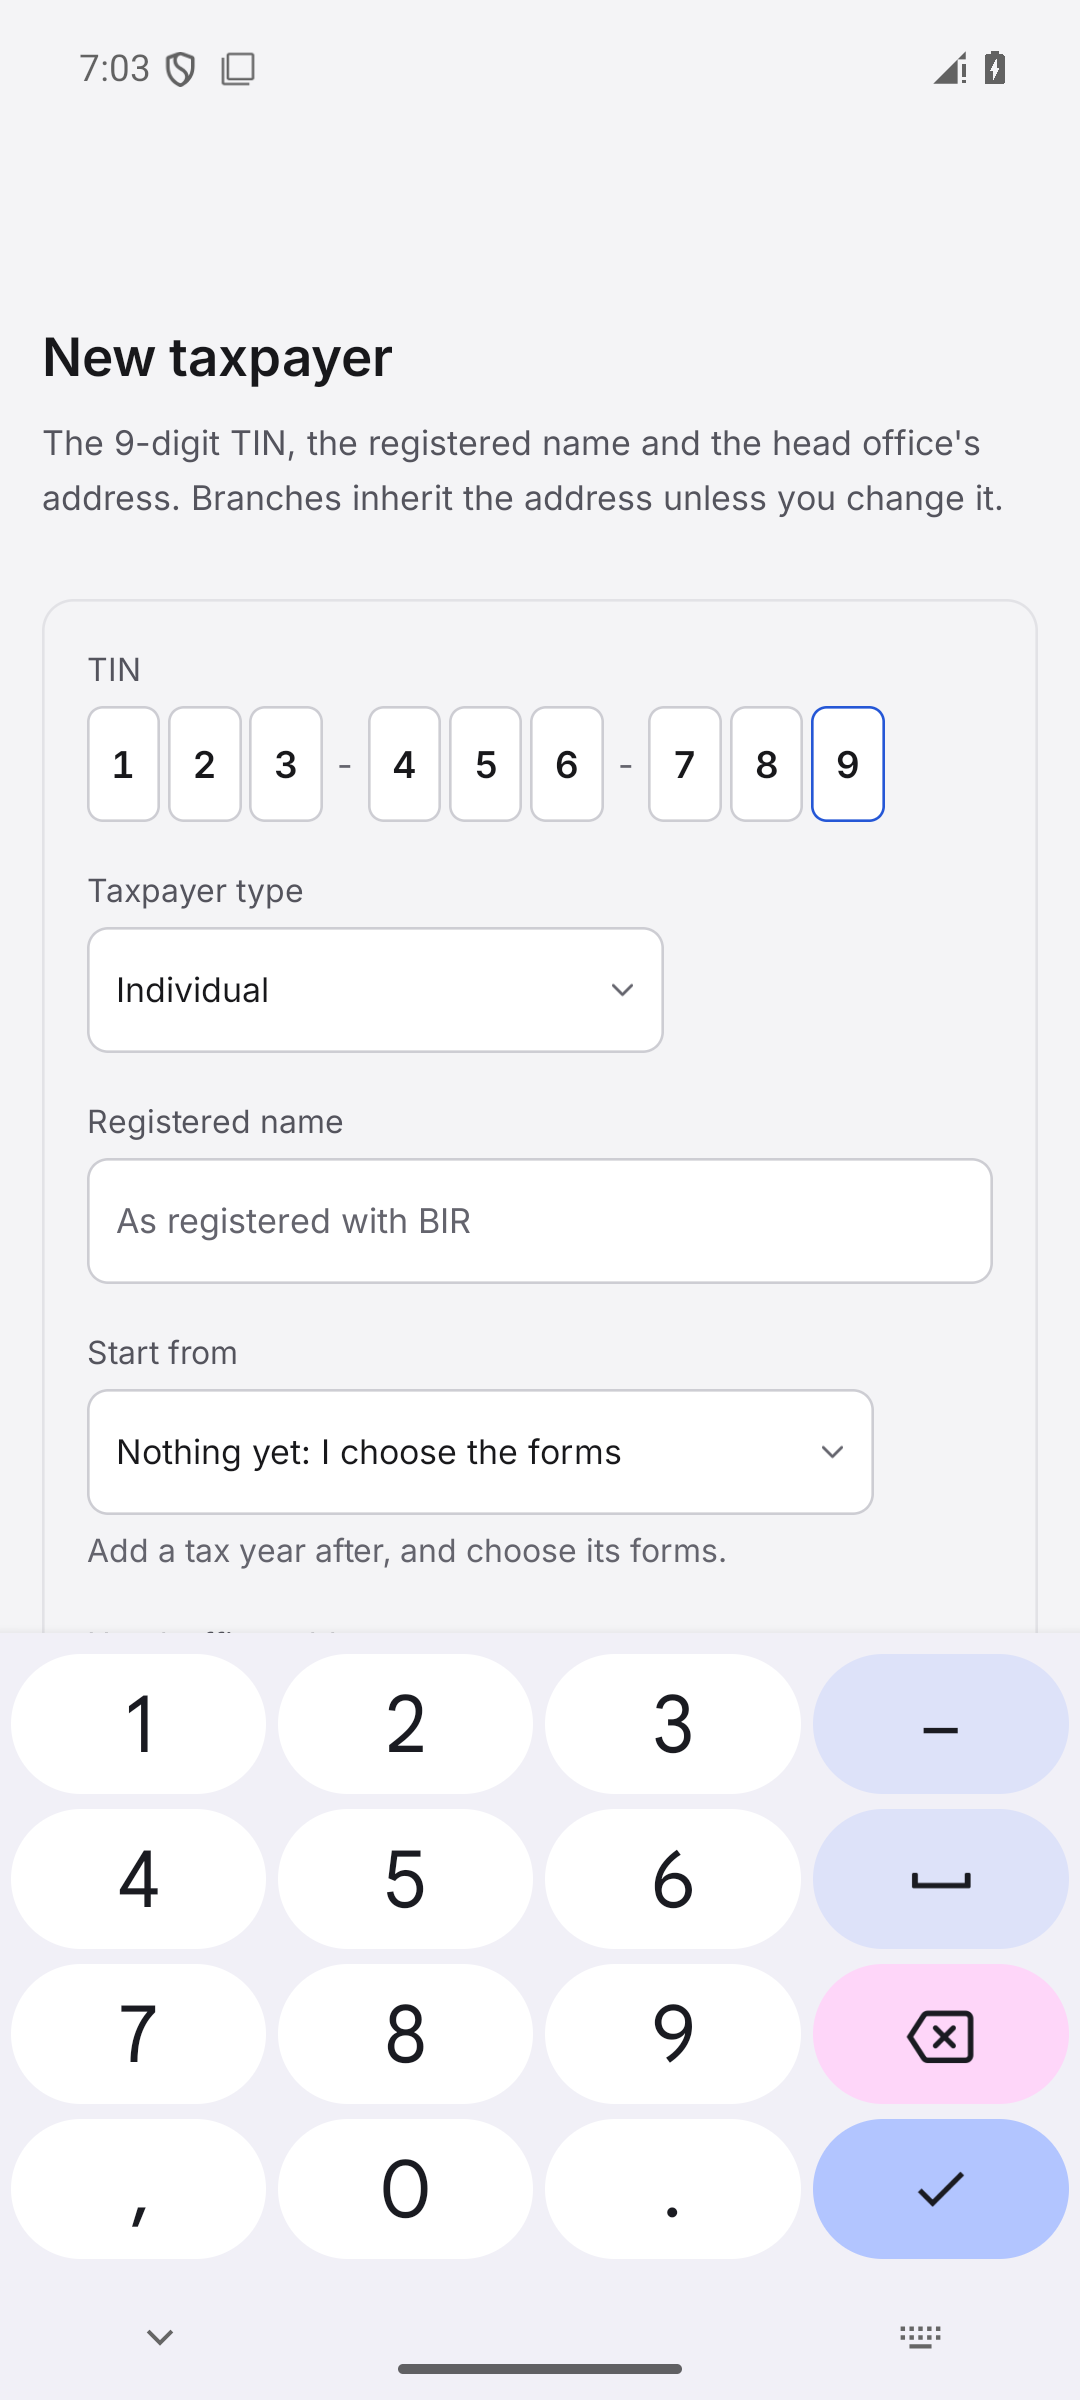 7:03
New taxpayer
The 9-digit TIN, the registered name and the head office's
address. Branches inherit the address unless you change it.
TIN
1 2 3 - 4 5 6 - 7 8 9
Taxpayer type
Individual
Registered name
As registered with BIR
Start from
Nothing yet: I choose the forms
Add a tax year after, and choose its forms.
1 2 3 –
4 5 6
7 8 9
, 0 .